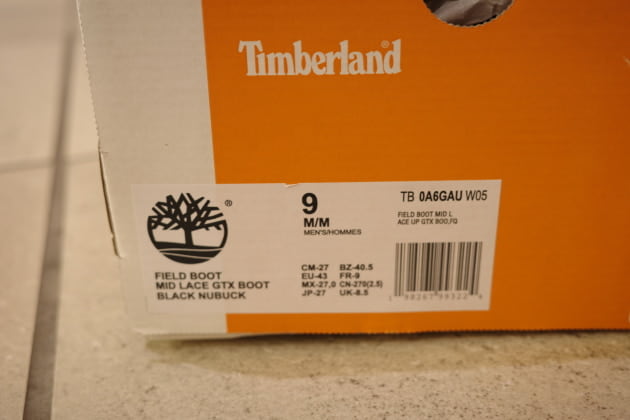 Timberland®
®
9
M/M
MEN'S/HOMMES
TB 0A6GAU W05
FIELD BOOT MID L
ACE UP GTX BOO,FQ
FIELD BOOT
MID LACE GTX BOOT
BLACK NUBUCK
CM-27 BZ-40.5
EU-43 FR-9
MX-27,0 CN-270(2.5)
JP-27 UK-8.5